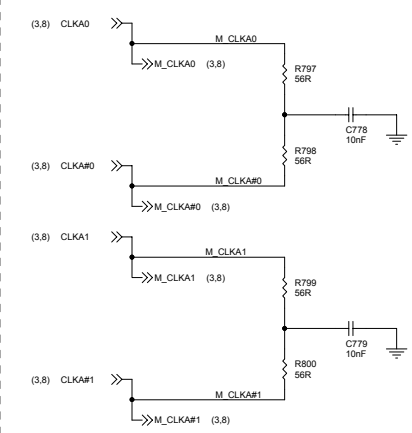 (3,8) CLKA0
M_CLKA0
M_CLKA0 (3,8)
R797
56R
C778
10nF
R798
56R
(3,8) CLKA#0
M_CLKA#0
M_CLKA#0 (3,8)
(3,8) CLKA1
M_CLKA1
M_CLKA1 (3,8)
R799
56R
C779
10nF
R800
56R
(3,8) CLKA#1
M_CLKA#1
M_CLKA#1 (3,8)